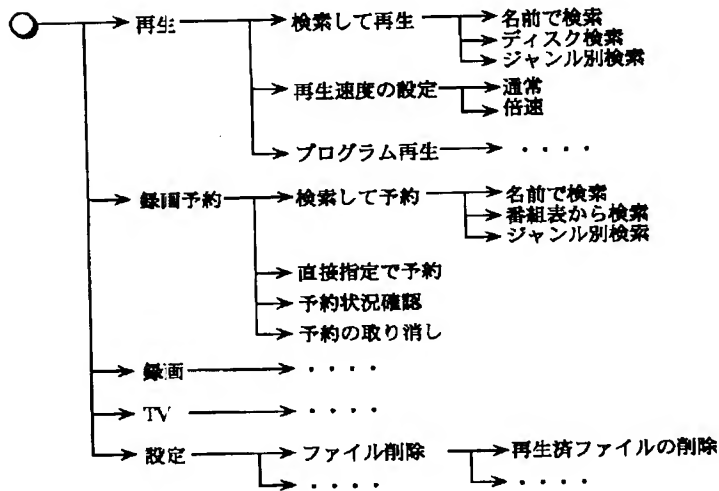 再生 検索して再生 名前で検索
ディスク検索
ジャンル別検索
再生速度の設定 通常
倍速
プログラム再生 ・・・・
録画予約 検索して予約 名前で検索
番組表から検索
ジャンル別検索
直接指定で予約
予約状況確認
予約の取り消し
録画 ・・・・
TV ・・・・
設定 ファイル削除 再生済ファイルの削除
・・・・ ・・・・